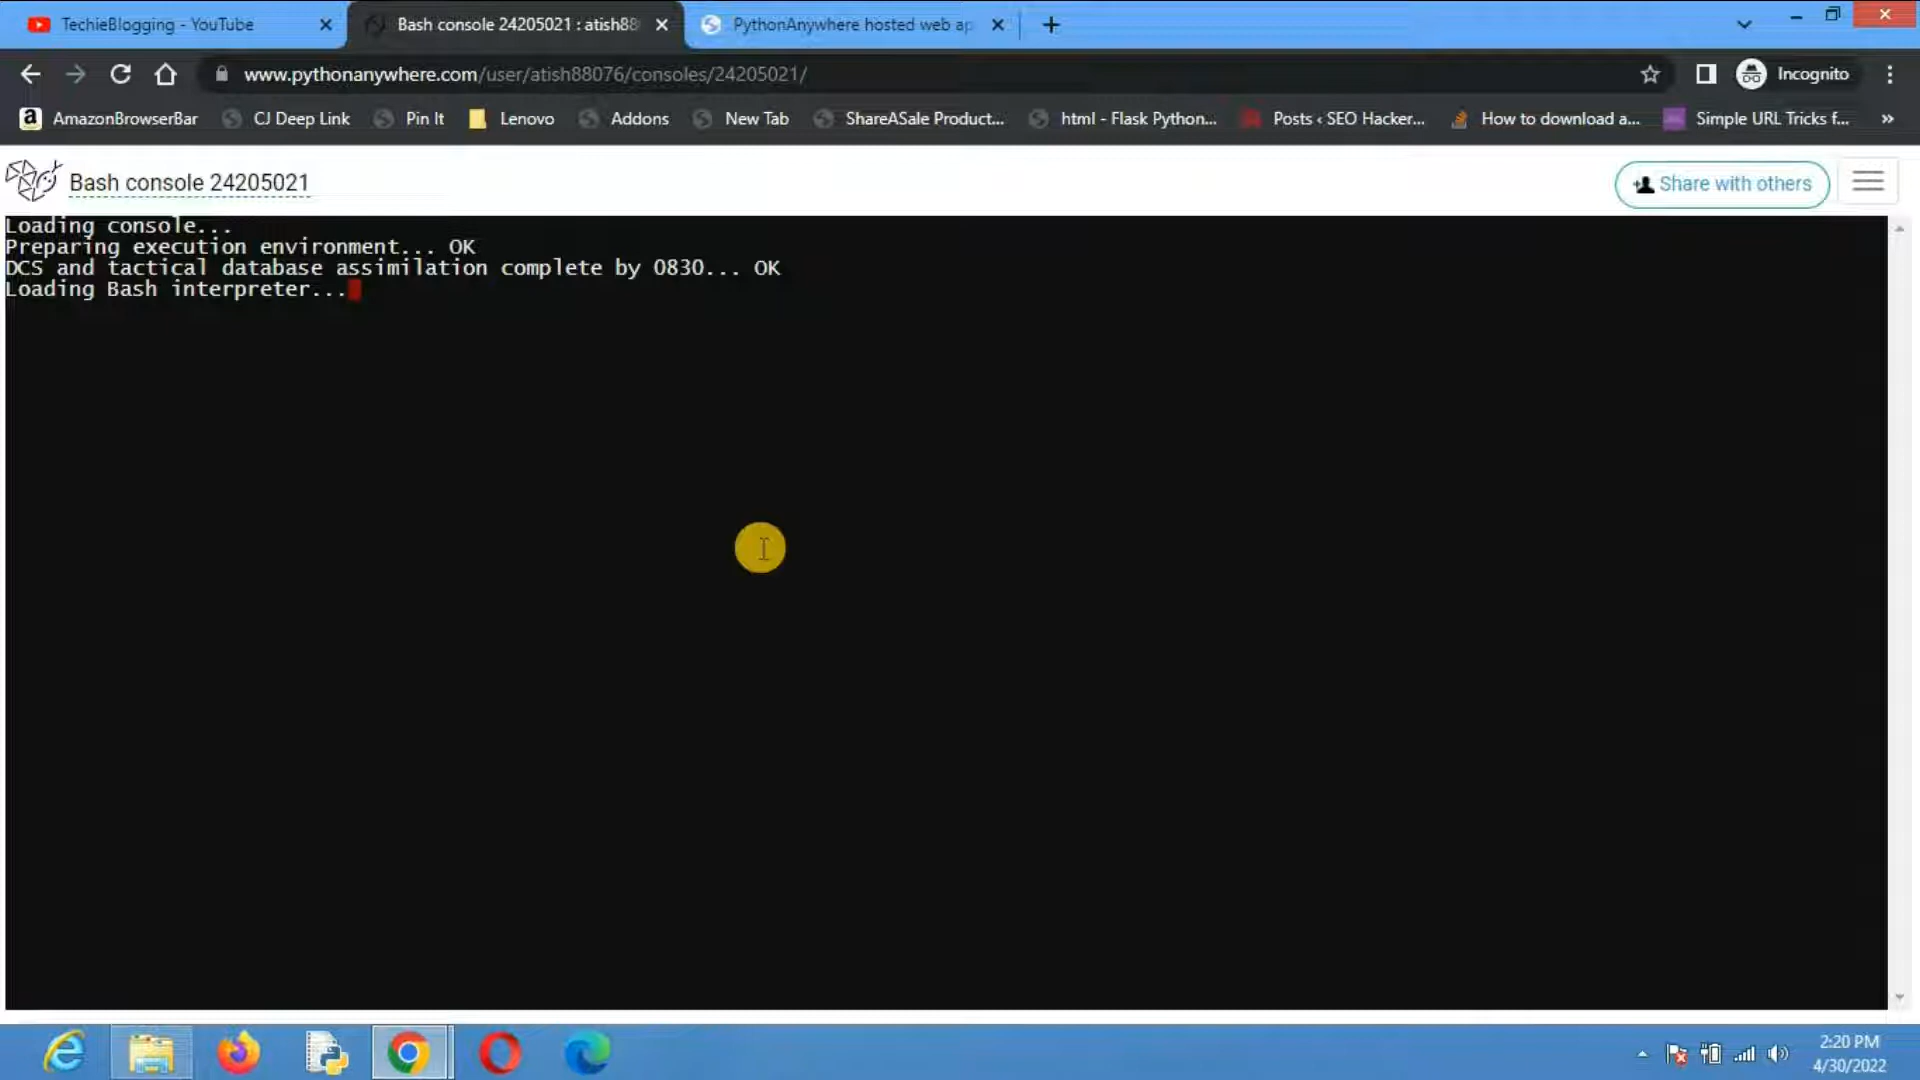 TechieBlogging - YouTube
Bash console 24205021 : atish88
PythonAnywhere hosted web ap
www.pythonanywhere.com/user/atish88076/consoles/24205021/
Incognito
AmazonBrowserBar
CJ Deep Link
Pin It
Lenovo
Addons
New Tab
ShareASale Product...
html - Flask Python...
Posts ‹ SEO Hacker...
How to download a...
Simple URL Tricks f...
»
Bash console 24205021
Share with others
Loading console...
Preparing execution environment... OK
DCS and tactical database assimilation complete by 0830... OK
Loading Bash interpreter...
2:20 PM
4/30/2022